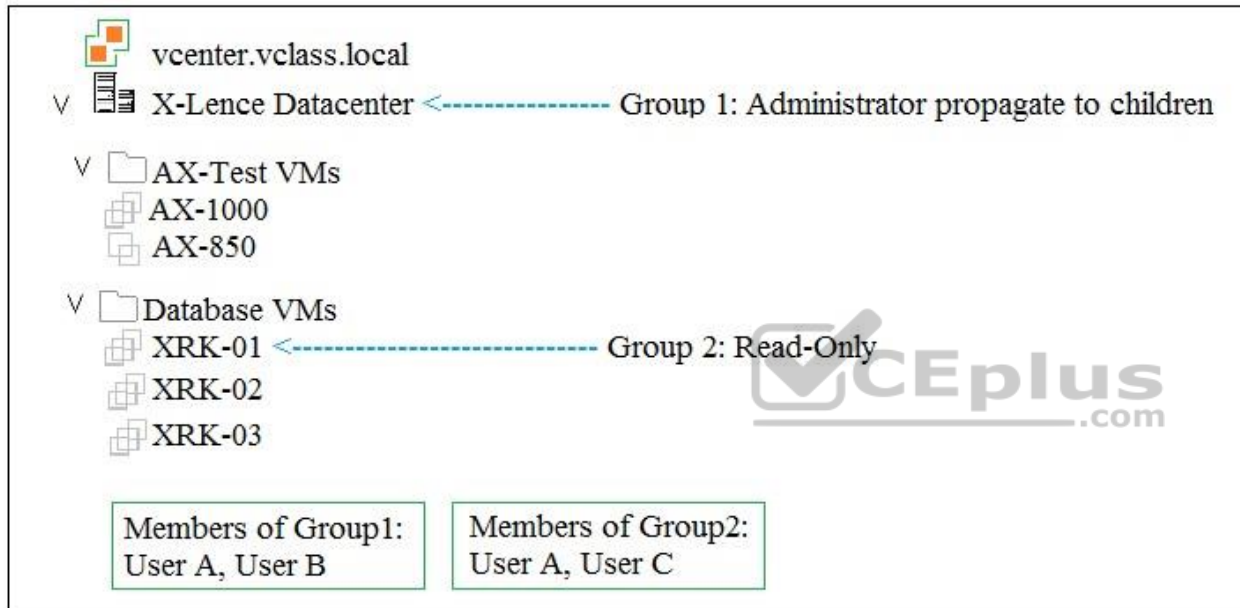 vcenter.vclass.local
X-Lence Datacenter <--------------- Group 1: Administrator propagate to children
AX-Test VMs
AX-1000
AX-850
Database VMs
XRK-01 <--------------------------- Group 2: Read-Only
XRK-02
XRK-03
CEplus
.com
Members of Group1:
User A, User B
Members of Group2:
User A, User C